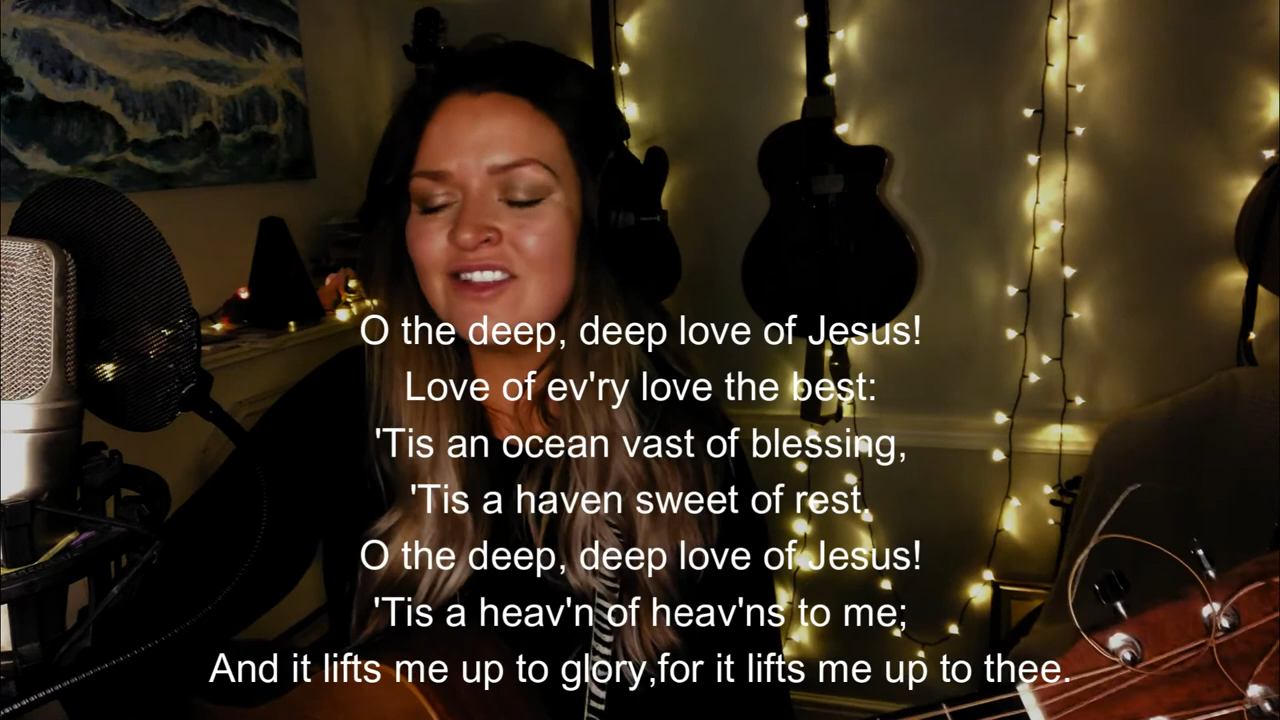 O the deep, deep love of Jesus!
Love of ev'ry love the best:
'Tis an ocean vast of blessing,
'Tis a haven sweet of rest.
O the deep, deep love of Jesus!
'Tis a heav'n of heav'ns to me;
And it lifts me up to glory,for it lifts me up to thee.